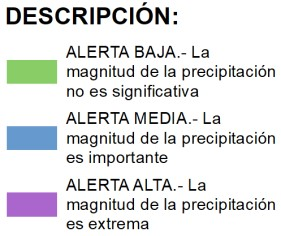 DESCRIPCIÓN:
ALERTA BAJA.- La
magnitud de la precipitación
no es significativa
ALERTA MEDIA.- La
magnitud de la precipitación
es importante
ALERTA ALTA.- La
magnitud de la precipitación
es extrema